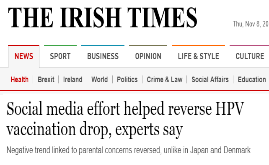 THE IRISH TIMES
Thu, Nov 8, 20
NEWS SPORT BUSINESS OPINION LIFE & STYLE CULTURE
Health Brexit Ireland World Politics Crime & Law Social Affairs Education
Social media effort helped reverse HPV
vaccination drop, experts say
Negative trend linked to parental concerns reversed, unlike in Japan and Denmark